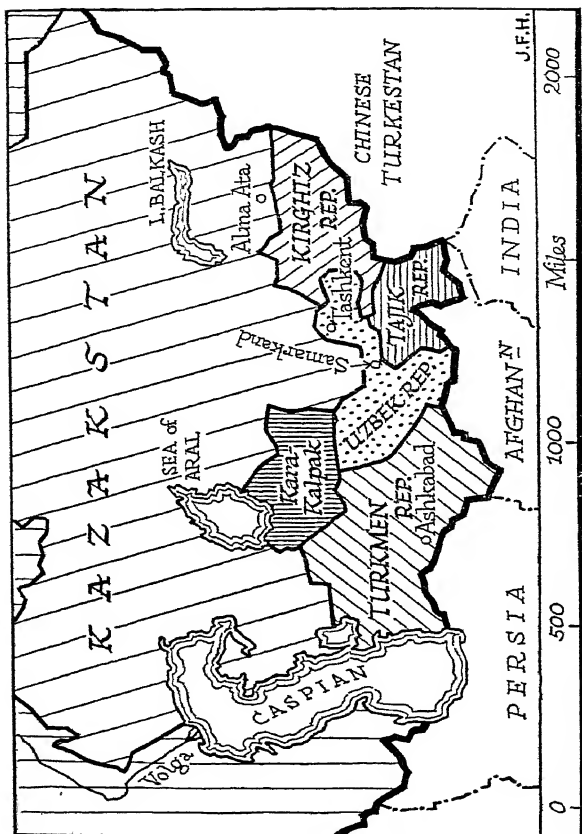 KAZAKSTAN
L. BALKASH
Alma Ata
SEA of
ARAL
KIRGHIZ
REP.
Tashkent
Samarkand
CHINESE
TURKESTAN
Kara-
Kalpak
UZBEK REP.
TAJIK REP.
TURKMEN
REP.
Ashkabad
Volga
CASPIAN
PERSIA
AFGHANN
INDIA
J.F.H.
0
500
1000
Miles
2000